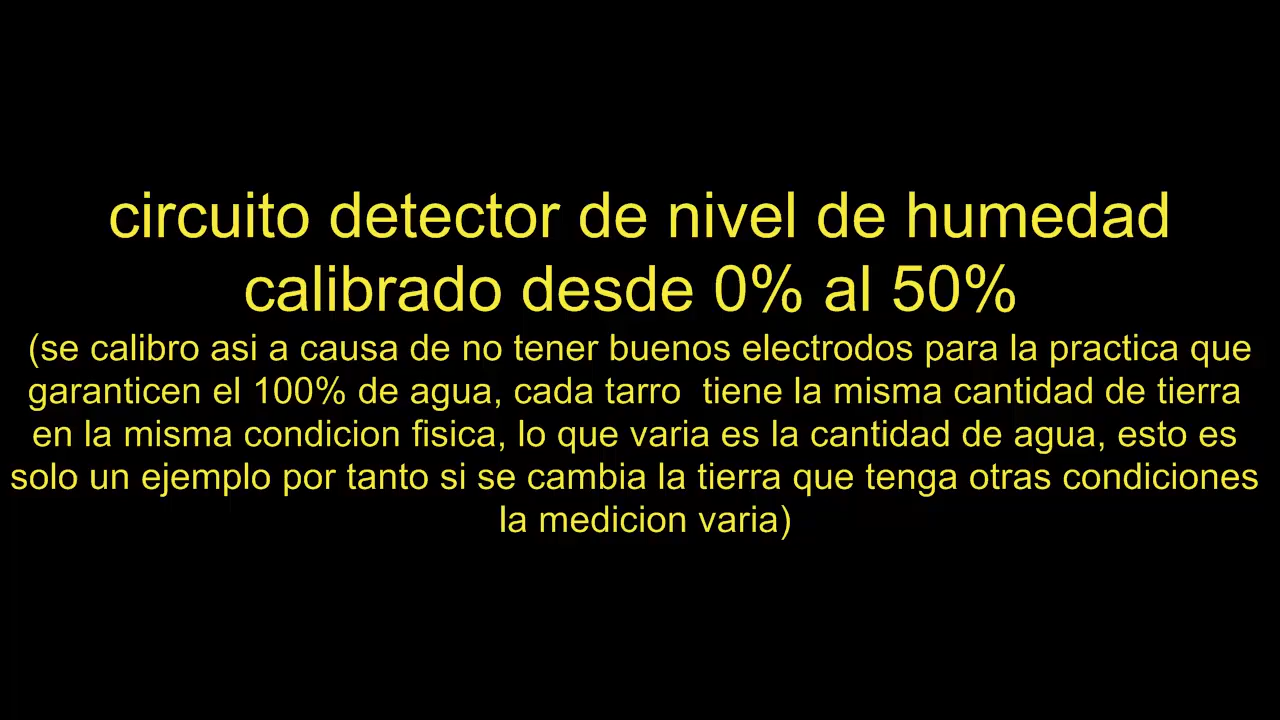 circuito detector de nivel de humedad
calibrado desde 0% al 50%
(se calibro asi a causa de no tener buenos electrodos para la practica que
garanticen el 100% de agua, cada tarro  tiene la misma cantidad de tierra
en la misma condicion fisica, lo que varia es la cantidad de agua, esto es
solo un ejemplo por tanto si se cambia la tierra que tenga otras condiciones
la medicion varia)